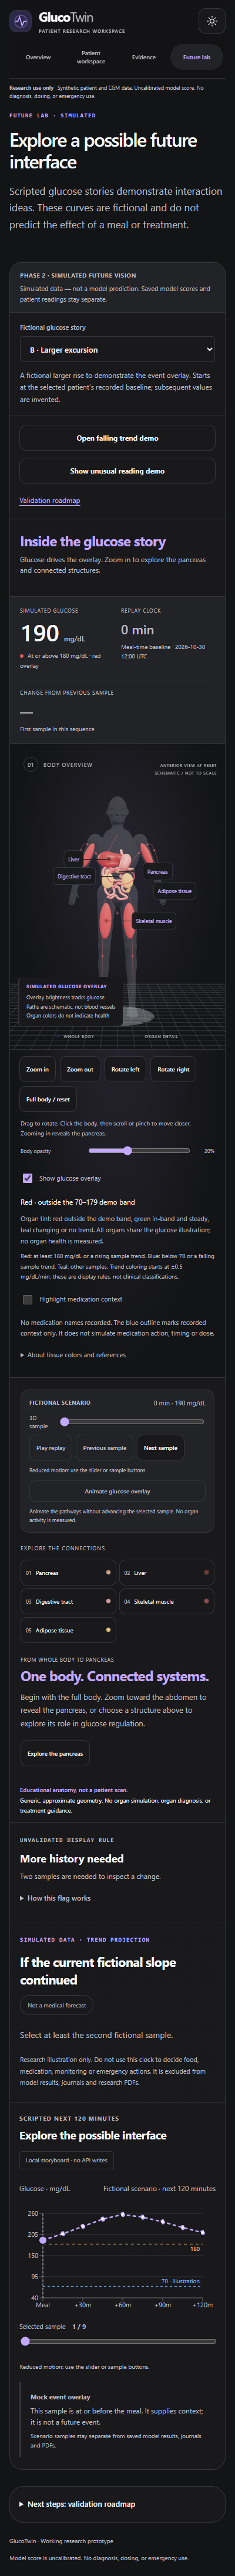 GlucoTwin
PATIENT RESEARCH WORKSPACE
Overview
Patient
workspace
Evidence
Future lab
Research use only Synthetic patient and CGM data. Uncalibrated model score. No
diagnosis, dosing, or emergency use.
FUTURE LAB · SIMULATED
Explore a possible future
interface
Scripted glucose stories demonstrate interaction
ideas. These curves are fictional and do not
predict the effect of a meal or treatment.
PHASE 2 · SIMULATED FUTURE VISION
Simulated data — not a model prediction. Saved model scores and
patient readings stay separate.
Fictional glucose story
B · Larger excursion
A fictional larger rise to demonstrate the event overlay. Starts
at the selected patient's recorded baseline; subsequent values
are invented.
Open falling trend demo
Show unusual reading demo
Validation roadmap
Inside the glucose story
Glucose drives the overlay. Zoom in to explore the pancreas
and connected structures.
SIMULATED GLUCOSE
190 mg/dL
At or above 180 mg/dL · red
overlay
REPLAY CLOCK
0 min
Meal-time baseline · 2026-10-30
12:00 UTC
CHANGE FROM PREVIOUS SAMPLE
—
First sample in this sequence
01 BODY OVERVIEW
ANTERIOR VIEW AT RESET
SCHEMATIC / NOT TO SCALE
Liver
Digestive tract
Pancreas
Adipose tissue
Skeletal muscle
SIMULATED GLUCOSE OVERLAY
Overlay brightness tracks glucose
Paths are schematic, not blood vessels
Organ colors do not indicate health
WHOLE BODY
ORGAN DETAIL
Zoom in
Zoom out
Rotate left
Rotate right
Full body / reset
Drag to rotate. Click the body, then scroll or pinch to move closer.
Zooming in reveals the pancreas.
Body opacity
20%
Show glucose overlay
Red · outside the 70–179 demo band
Organ tint: red outside the demo band, green in-band and steady,
teal changing or no trend. All organs share the glucose illustration;
no organ health is measured.
Red: at least 180 mg/dL or a rising sample trend. Blue: below 70 or a falling
sample trend. Teal: other samples. Trend coloring starts at ±0.5
mg/dL/min; these are display rules, not clinical classifications.
Highlight medication context
No medication names recorded. The blue outline marks recorded
context only. It does not simulate medication action, timing or dose.
About tissue colors and references
FICTIONAL SCENARIO
0 min · 190 mg/dL
3D
sample
Play replay
Previous sample
Next sample
Reduced motion: use the slider or sample buttons.
Animate glucose overlay
Animate the pathways without advancing the selected sample. No organ
activity is measured.
EXPLORE THE CONNECTIONS
01 Pancreas
02 Liver
03 Digestive tract
04 Skeletal muscle
05 Adipose tissue
FROM WHOLE BODY TO PANCREAS
One body. Connected systems.
Begin with the full body. Zoom toward the abdomen to
reveal the pancreas, or choose a structure above to
explore its role in glucose regulation.
Explore the pancreas
Educational anatomy, not a patient scan.
Generic, approximate geometry. No organ simulation, organ diagnosis, or
treatment guidance.
UNVALIDATED DISPLAY RULE
More history needed
Two samples are needed to inspect a change.
How this flag works
SIMULATED DATA · TREND PROJECTION
If the current fictional slope
continued
Not a medical forecast
Select at least the second fictional sample.
Research illustration only. Do not use this clock to decide food,
medication, monitoring or emergency actions. It is excluded from
model results, journals and research PDFs.
SCRIPTED NEXT 120 MINUTES
Explore the possible interface
Local storyboard · no API writes
Glucose · mg/dL
Fictional scenario · next 120 minutes
260
205
180
150
95
70 · illustration
40
Meal
+30m
+60m
+90m
+120m
Selected sample 1 / 9
Reduced motion: use the slider or sample buttons.
Mock event overlay
This sample is at or before the meal. It supplies context;
it is not a future event.
Scenario samples stay separate from saved model results, journals
and PDFs.
Next steps: validation roadmap
GlucoTwin · Working research prototype
Model score is uncalibrated. No diagnosis, dosing, or emergency use.